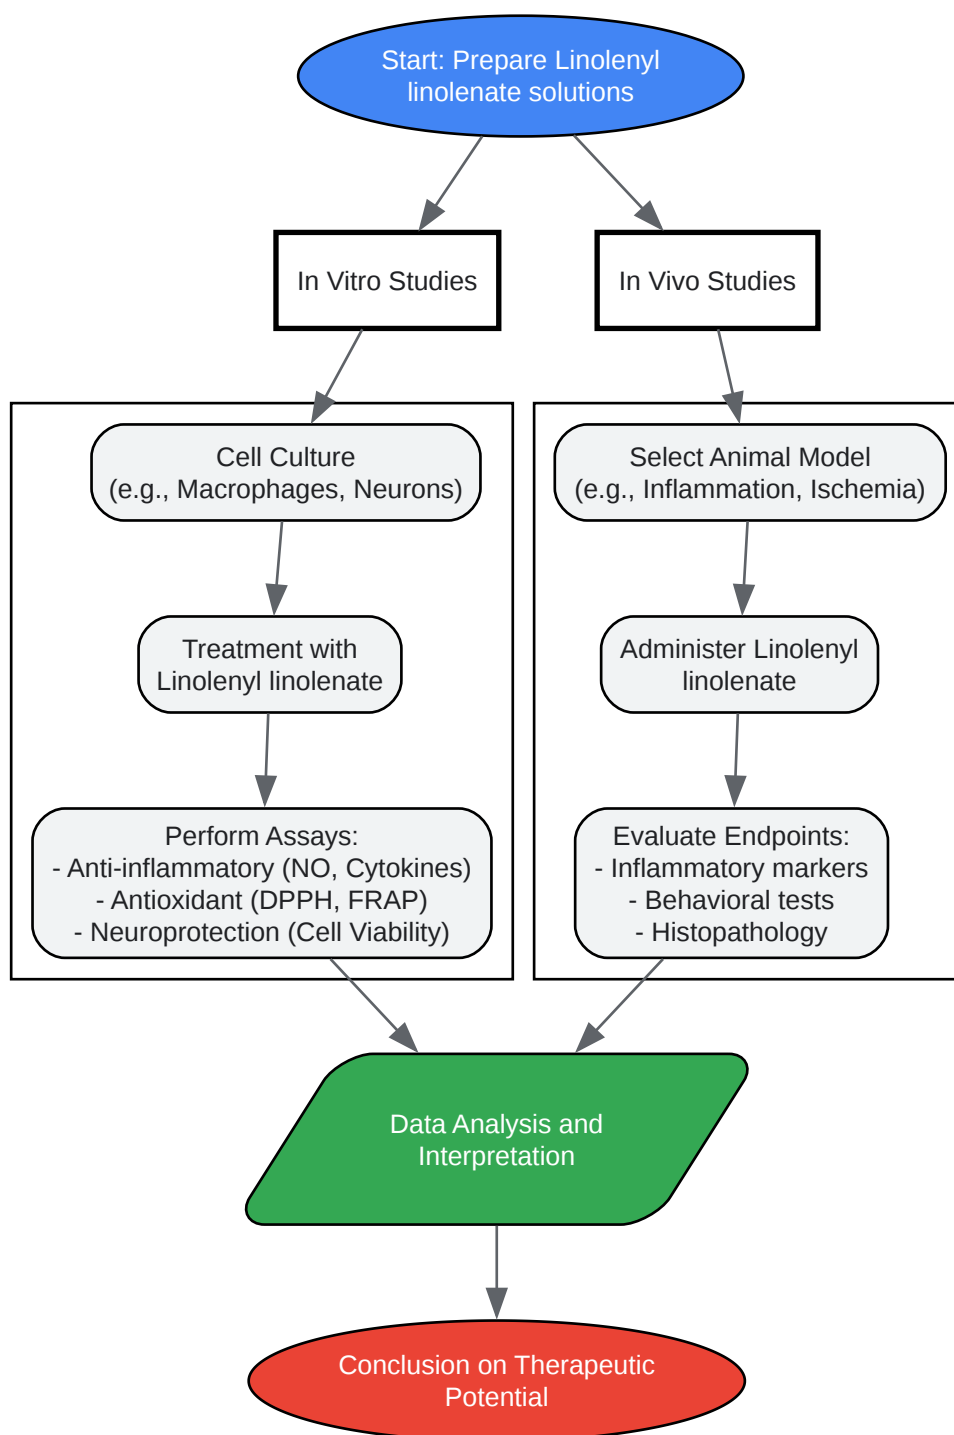 Start: Prepare Linolenyl
linolenate solutions
In Vitro Studies
In Vivo Studies
Cell Culture
(e.g., Macrophages, Neurons)
Select Animal Model
(e.g., Inflammation, Ischemia)
Treatment with
Linolenyl linolenate
Administer Linolenyl
linolenate
Perform Assays:
- Anti-inflammatory (NO, Cytokines)
- Antioxidant (DPPH, FRAP)
- Neuroprotection (Cell Viability)
Evaluate Endpoints:
- Inflammatory markers
- Behavioral tests
- Histopathology
Data Analysis and
Interpretation
Conclusion on Therapeutic
Potential